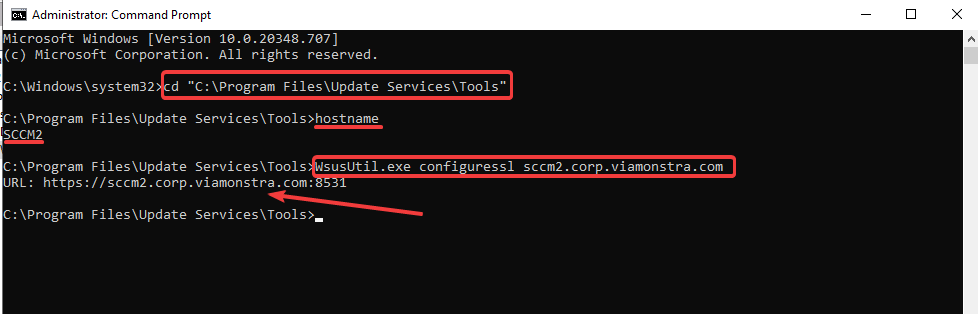 Administrator: Command Prompt
Microsoft Windows [Version 10.0.20348.707]
(c) Microsoft Corporation. All rights reserved.
C:\Windows\system32>cd "C:\Program Files\Update Services\Tools"
C:\Program Files\Update Services\Tools>hostname
SCCM2
C:\Program Files\Update Services\Tools>WsusUtil.exe configuressl sccm2.corp.viamonstra.com
URL: https://sccm2.corp.viamonstra.com:8531
C:\Program Files\Update Services\Tools>